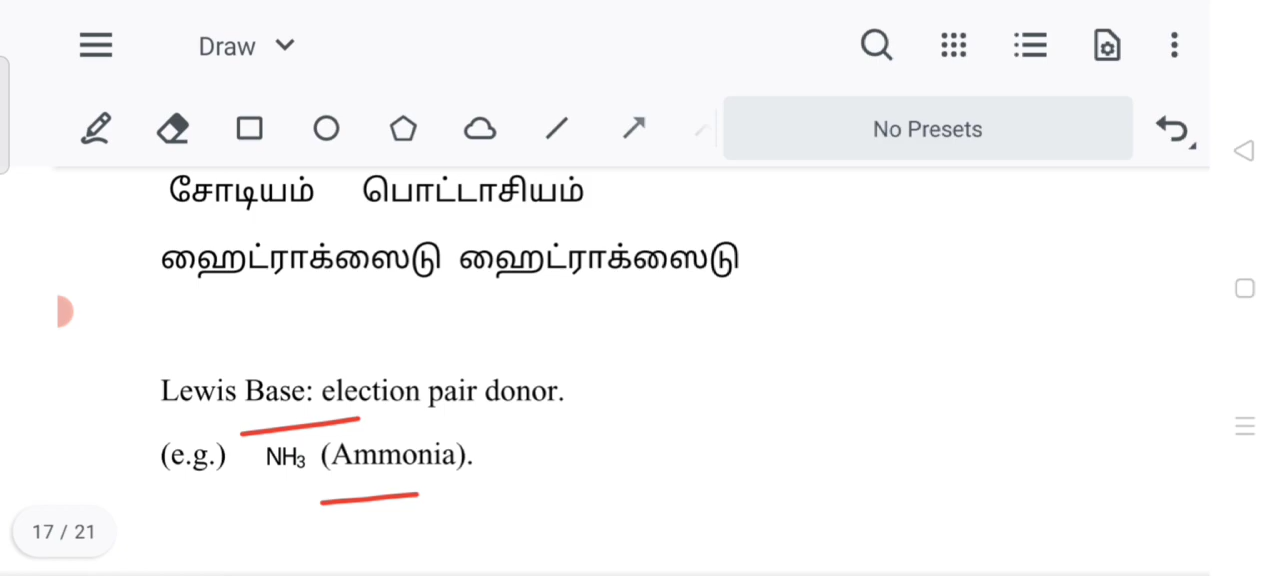 Draw
No Presets
சோடியம் பொட்டாசியம்
ஹைட்ராக்ஸைடு ஹைட்ராக்ஸைடு
Lewis Base: election pair donor.
(e.g.) NH₃ (Ammonia).
17 / 21